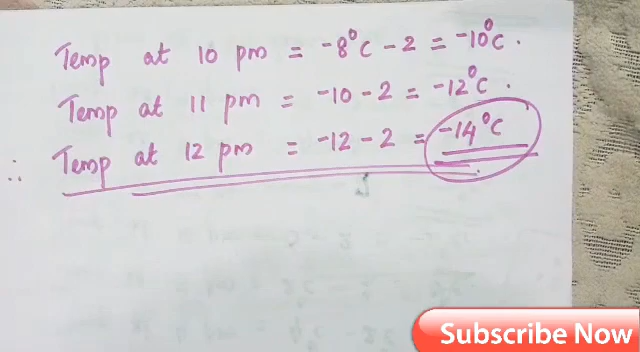 Temp at 10 pm = -8°C - 2 = -10°C.
Temp at 11 pm = -10 - 2 = -12°C.
∴ Temp at 12 pm = -12 - 2 = -14°C
Subscribe Now